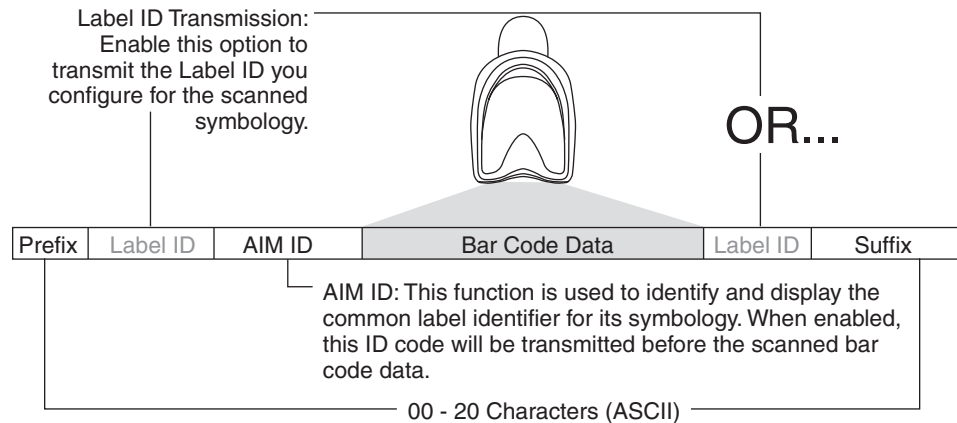 Label ID Transmission:
Enable this option to
transmit the Label ID you
configure for the scanned
symbology.
OR...
Prefix Label ID AIM ID Bar Code Data Label ID Suffix
AIM ID: This function is used to identify and display the
common label identifier for its symbology. When enabled,
this ID code will be transmitted before the scanned bar
code data.
00 - 20 Characters (ASCII)